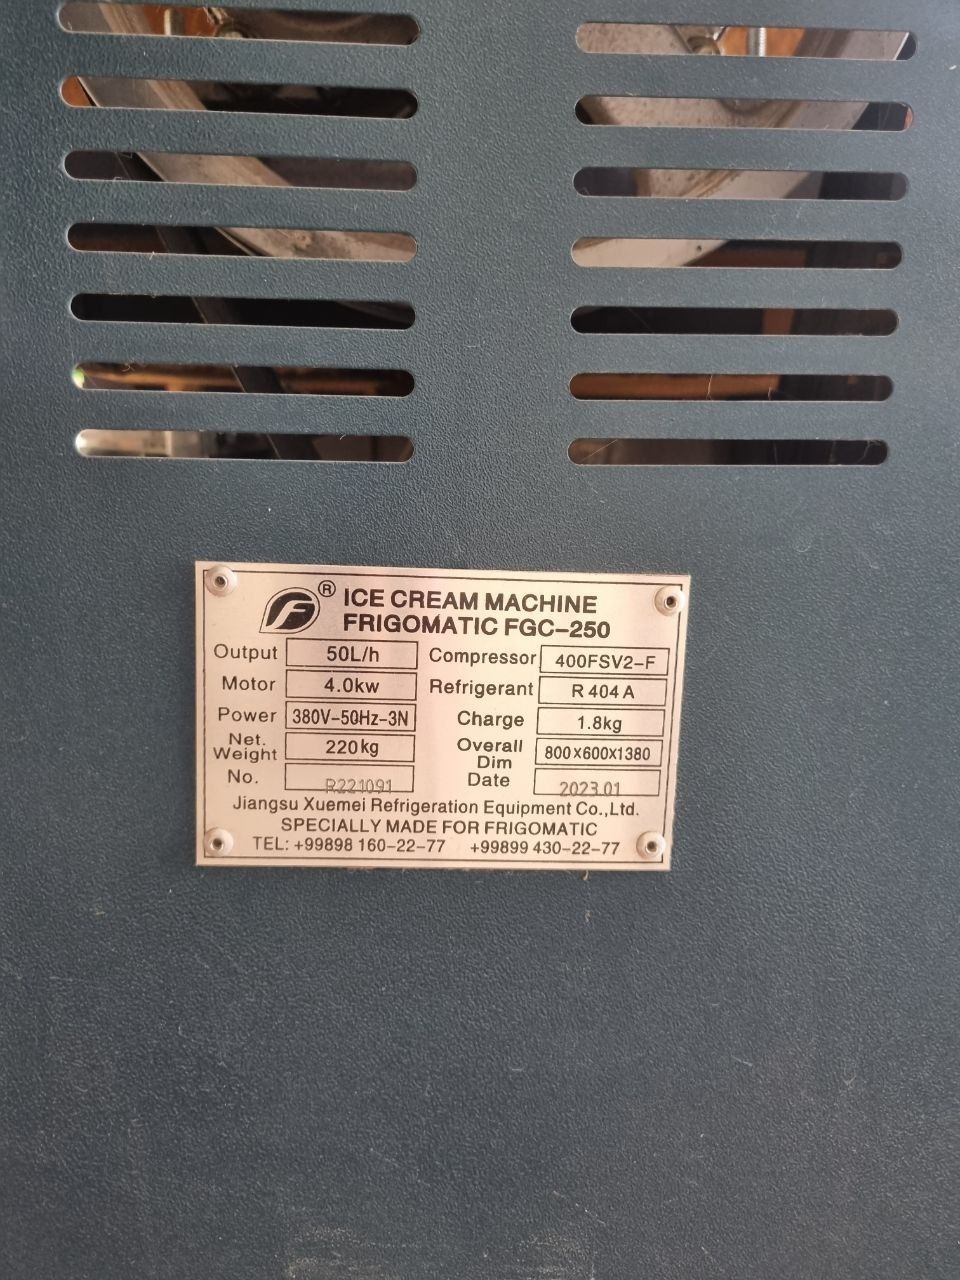 ® ICE CREAM MACHINE
FRIGOMATIC FGC-250
Output 50L/h Compressor 400FSV2-F
Motor 4.0kw Refrigerant R404A
Power 380V-50Hz-3N Charge 1.8kg
Net. Weight 220kg Overall Dim 800x600x1380
No. R221091 Date 2023.01
Jiangsu Xuemei Refrigeration Equipment Co.,Ltd.
SPECIALLY MADE FOR FRIGOMATIC
TEL: +99898 160-22-77 +99899 430-22-77